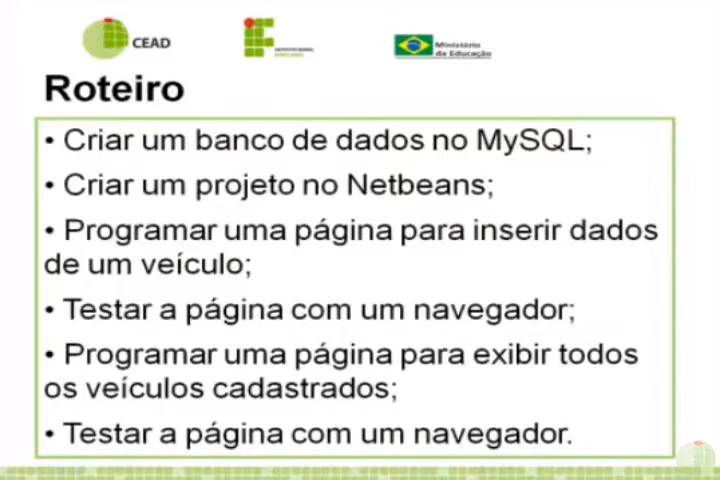 CEAD
Ministério
da Educação
Roteiro
• Criar um banco de dados no MySQL;
• Criar um projeto no Netbeans;
• Programar uma página para inserir dados
de um veículo;
• Testar a página com um navegador;
• Programar uma página para exibir todos
os veículos cadastrados;
• Testar a página com um navegador.